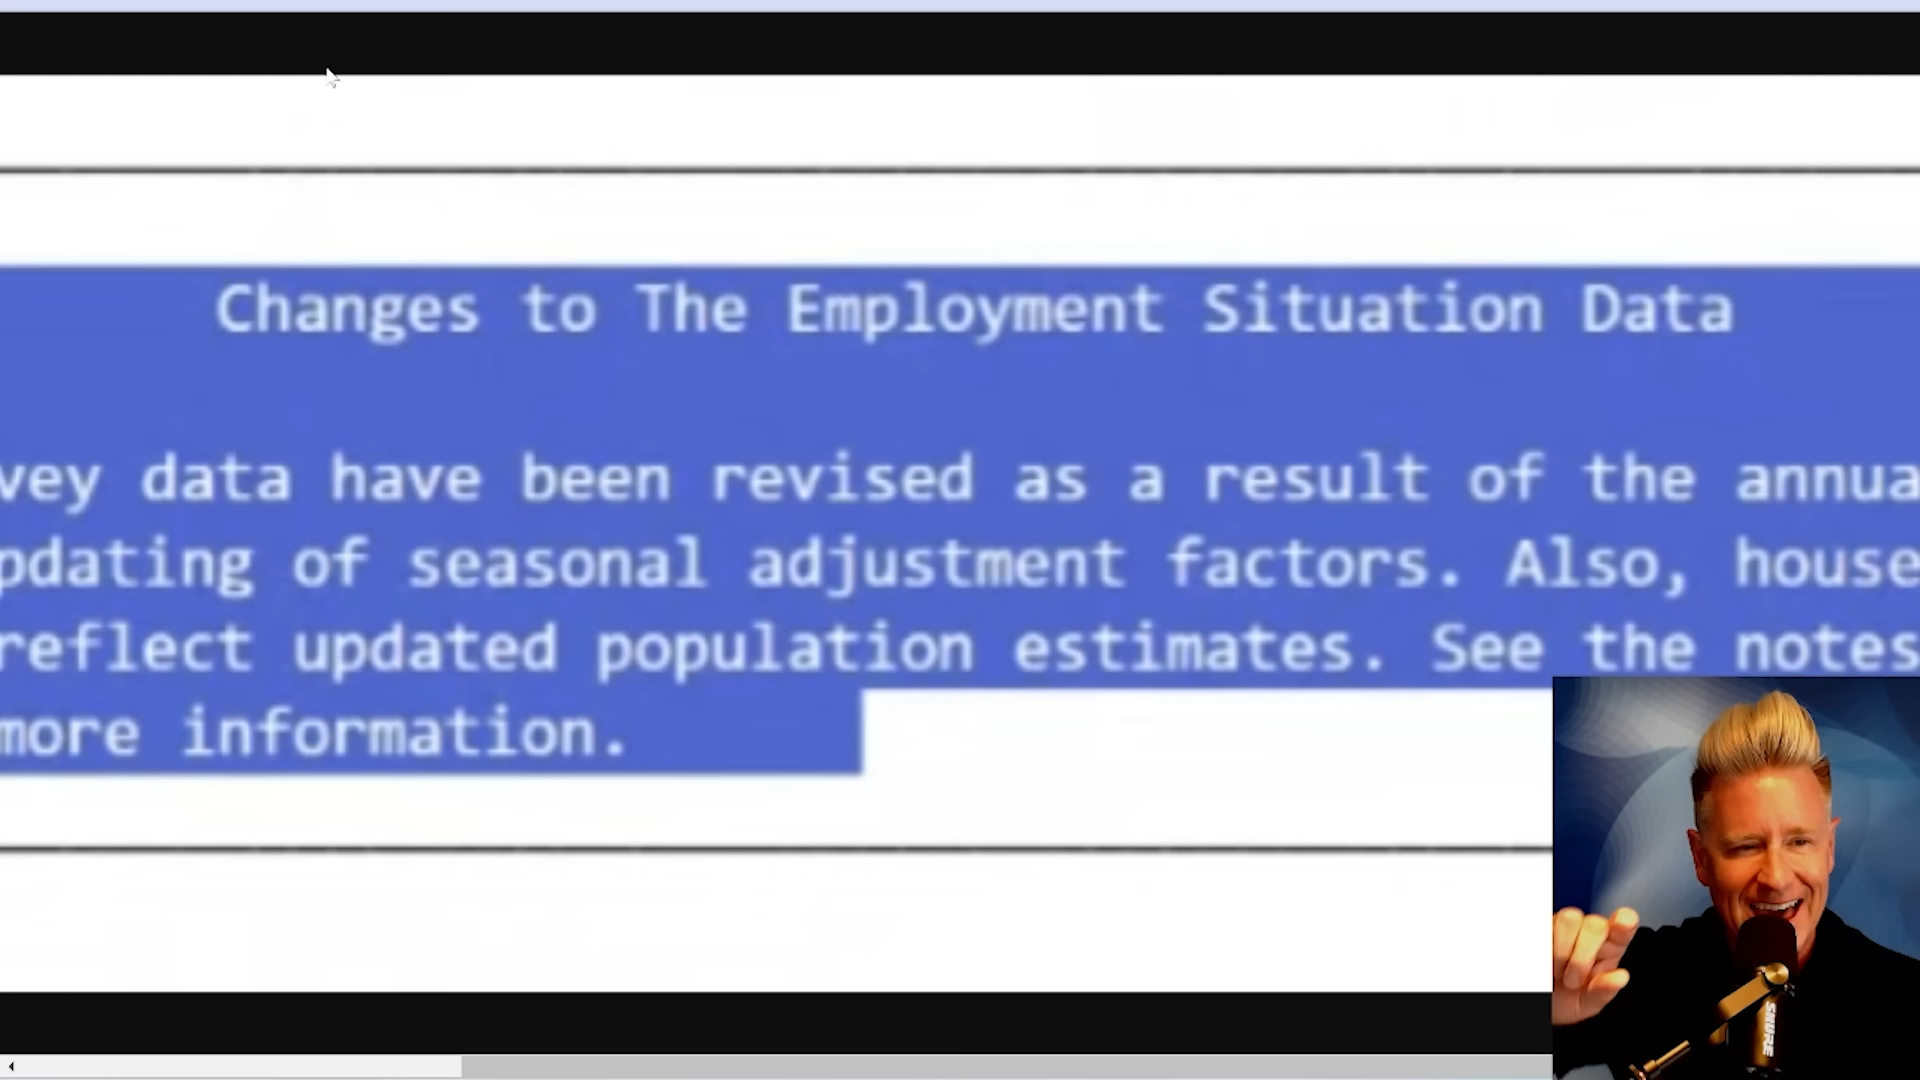 Changes to The Employment Situation Data
vey data have been revised as a result of the annua
pdating of seasonal adjustment factors. Also, house
reflect updated population estimates. See the notes
more information.
SHURE